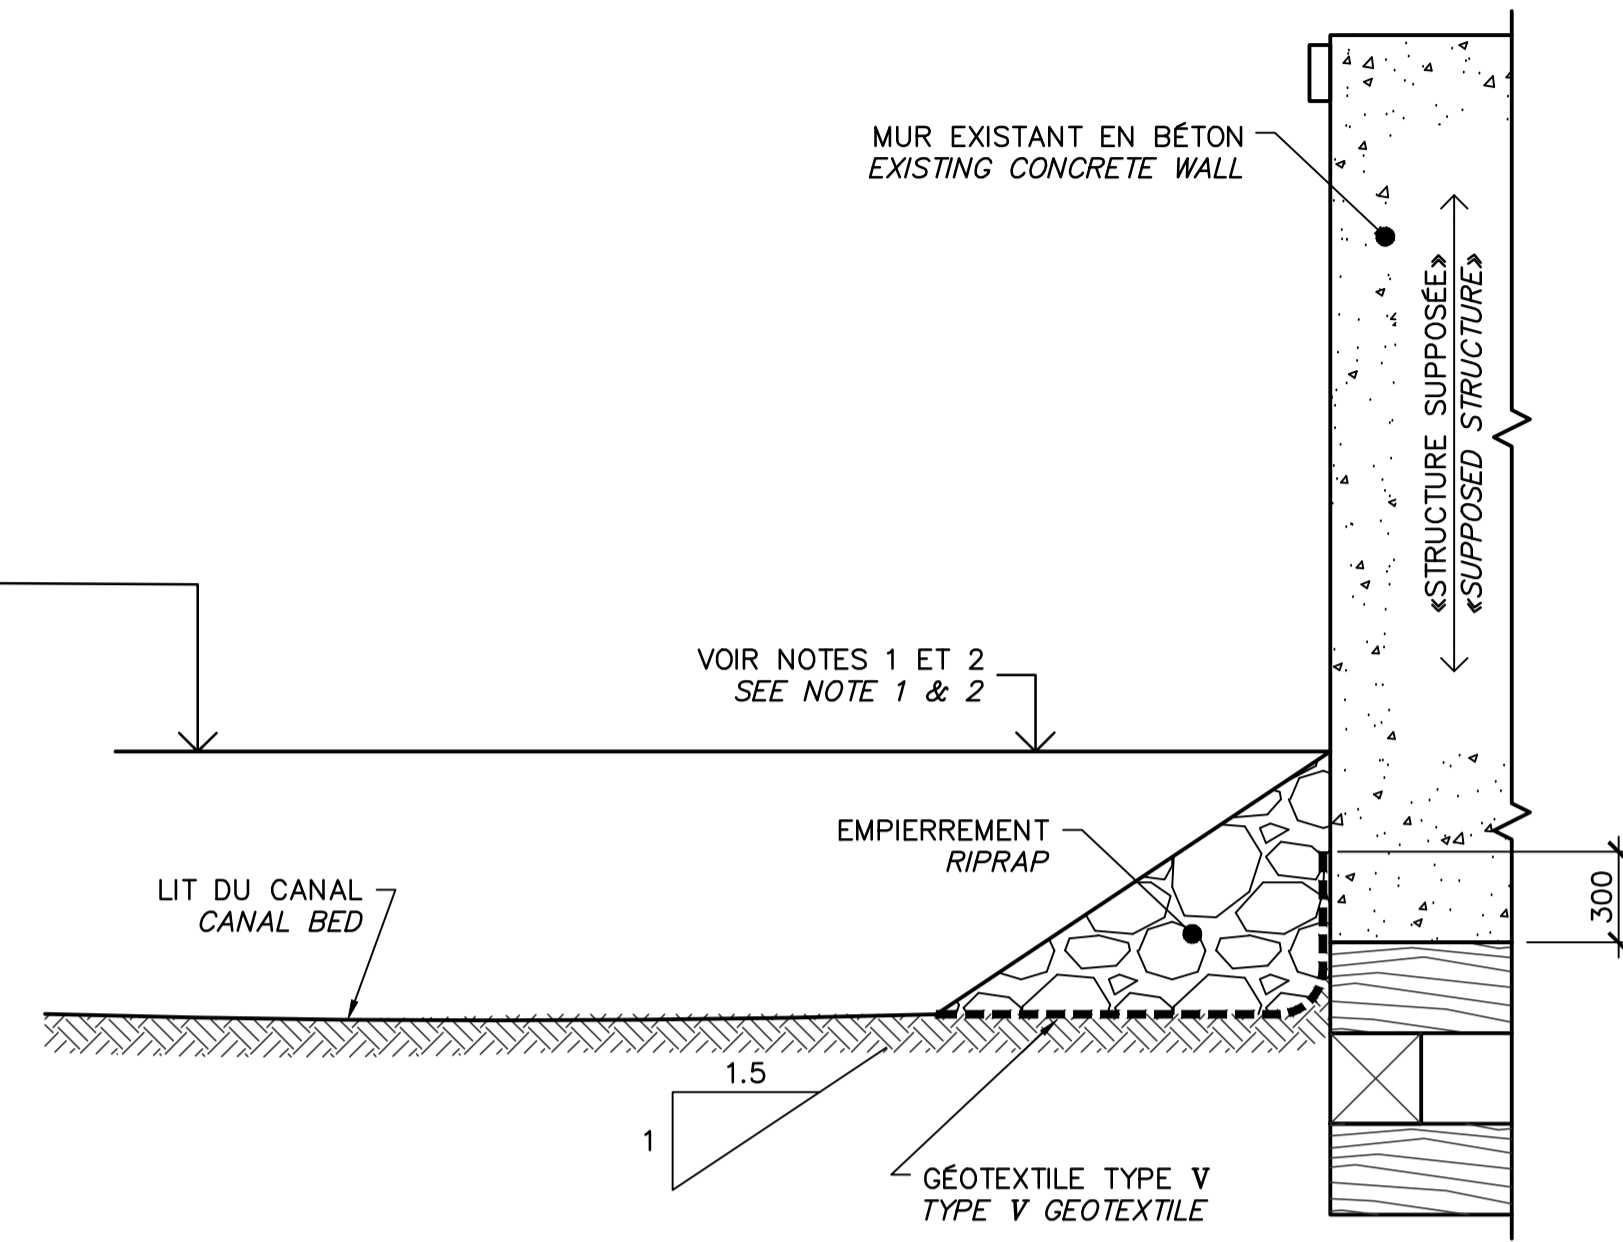 MUR EXISTANT EN BÉTON
EXISTING CONCRETE WALL
«STRUCTURE SUPPOSÉE»
«SUPPOSED STRUCTURE»
VOIR NOTES 1 ET 2
SEE NOTE 1 & 2
EMPIERREMENT
RIPRAP
LIT DU CANAL
CANAL BED
300
1.5
1
GÉOTEXTILE TYPE V
TYPE V GEOTEXTILE